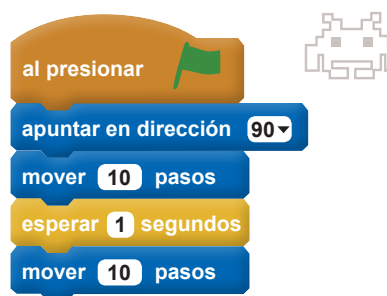 al presionar
apuntar en dirección 90
mover 10 pasos
esperar 1 segundos
mover 10 pasos